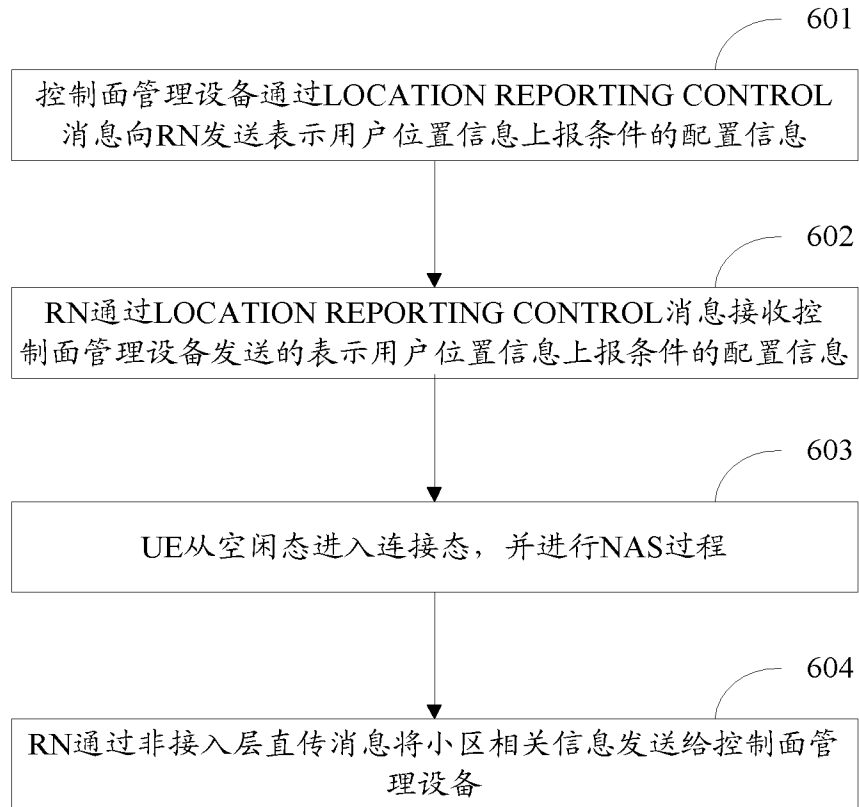 601
控制面管理设备通过LOCATION REPORTING CONTROL
消息向RN发送表示用户位置信息上报条件的配置信息
602
RN通过LOCATION REPORTING CONTROL消息接收控
制面管理设备发送的表示用户位置信息上报条件的配置信息
603
UE从空闲态进入连接态，并进行NAS过程
604
RN通过非接入层直传消息将小区相关信息发送给控制面管
理设备